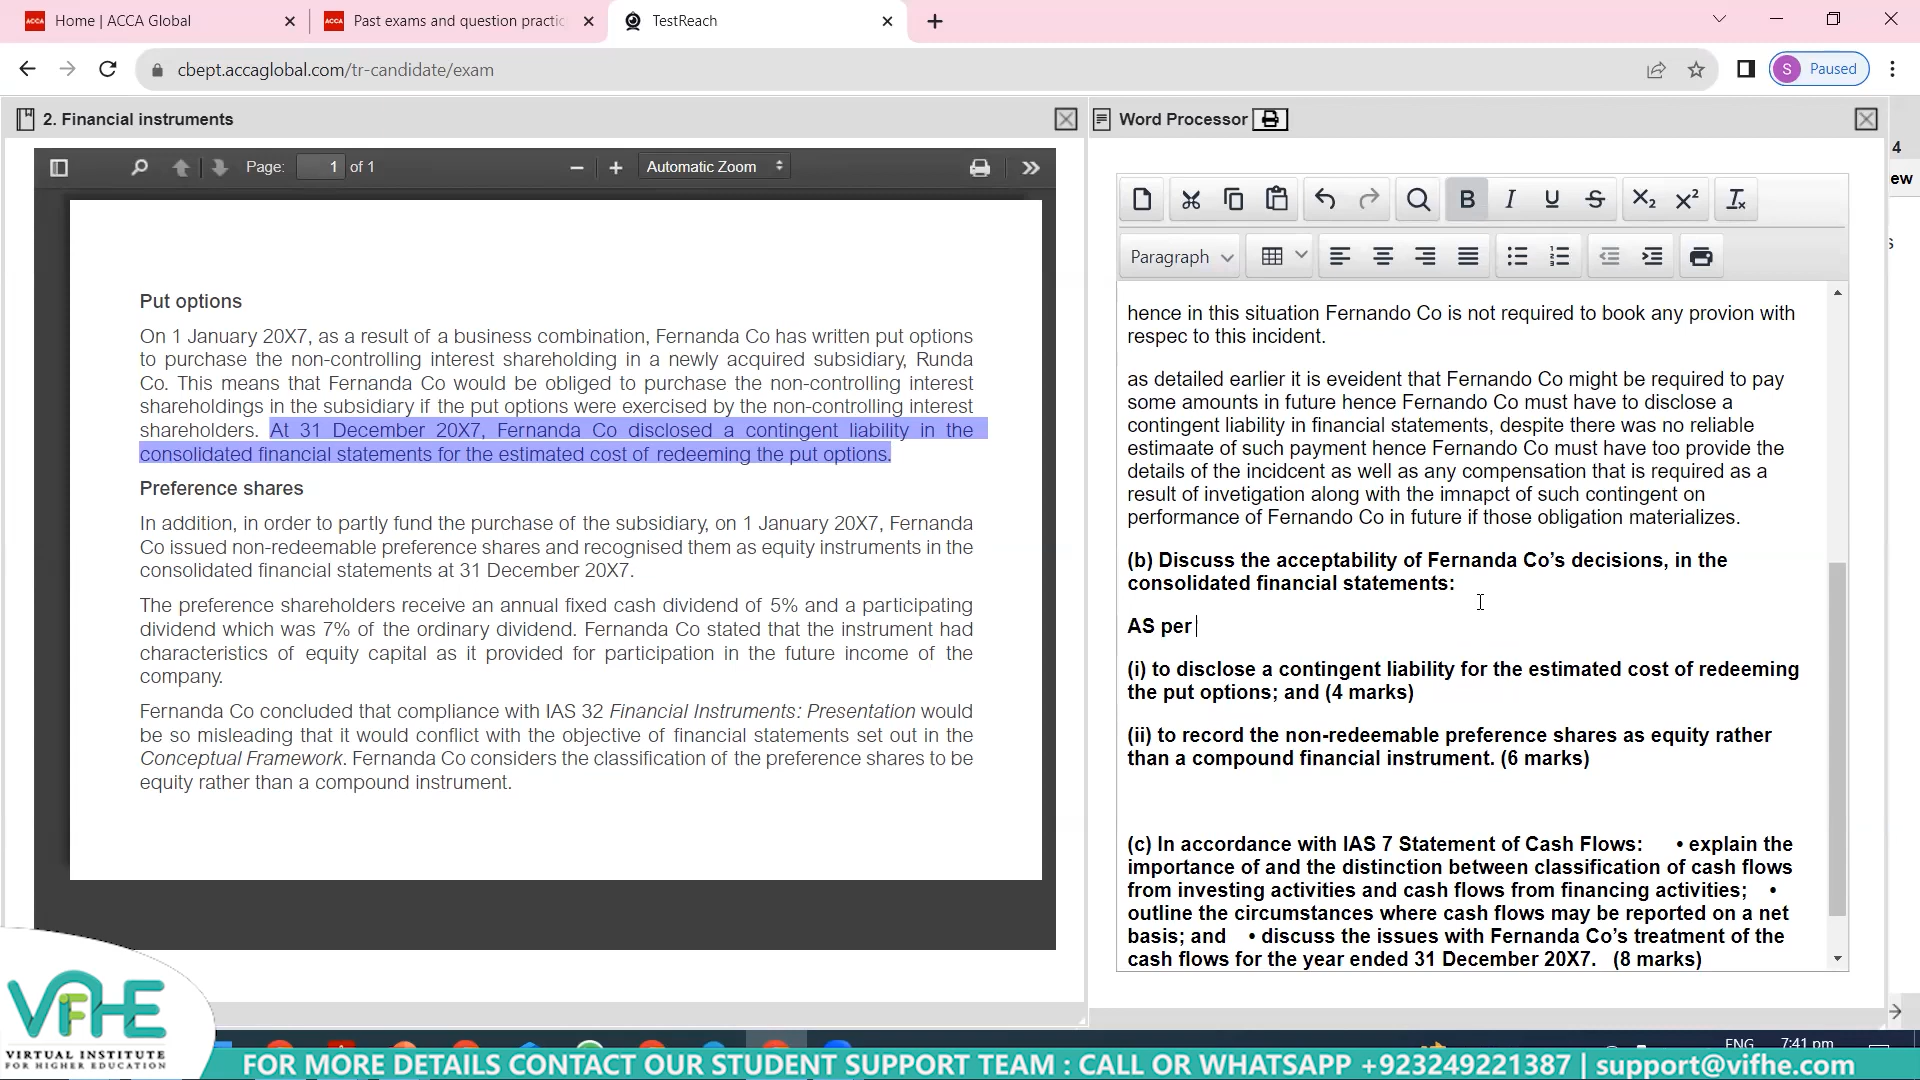 Home | ACCA Global
Past exams and question practic
TestReach
cbept.accaglobal.com/tr-candidate/exam
S Paused
2. Financial instruments
Word Processor
4
ew
s
Page: 1 of 1
Automatic Zoom
Paragraph
Put options
On 1 January 20X7, as a result of a business combination, Fernanda Co has written put options
to purchase the non-controlling interest shareholding in a newly acquired subsidiary, Runda
Co. This means that Fernanda Co would be obliged to purchase the non-controlling interest
shareholdings in the subsidiary if the put options were exercised by the non-controlling interest
shareholders. At 31 December 20X7, Fernanda Co disclosed a contingent liability in the
consolidated financial statements for the estimated cost of redeeming the put options.
Preference shares
In addition, in order to partly fund the purchase of the subsidiary, on 1 January 20X7, Fernanda
Co issued non-redeemable preference shares and recognised them as equity instruments in the
consolidated financial statements at 31 December 20X7.
The preference shareholders receive an annual fixed cash dividend of 5% and a participating
dividend which was 7% of the ordinary dividend. Fernanda Co stated that the instrument had
characteristics of equity capital as it provided for participation in the future income of the
company.
Fernanda Co concluded that compliance with IAS 32 Financial Instruments: Presentation would
be so misleading that it would conflict with the objective of financial statements set out in the
Conceptual Framework. Fernanda Co considers the classification of the preference shares to be
equity rather than a compound instrument.
hence in this situation Fernando Co is not required to book any provion with
respec to this incident.
as detailed earlier it is eveident that Fernando Co might be required to pay
some amounts in future hence Fernando Co must have to disclose a
contingent liability in financial statements, despite there was no reliable
estimaate of such payment hence Fernando Co must have too provide the
details of the incidcent as well as any compensation that is required as a
result of invetigation along with the imnapct of such contingent on
performance of Fernando Co in future if those obligation materializes.
(b) Discuss the acceptability of Fernanda Co's decisions, in the
consolidated financial statements:
AS per
(i) to disclose a contingent liability for the estimated cost of redeeming
the put options; and (4 marks)
(ii) to record the non-redeemable preference shares as equity rather
than a compound financial instrument. (6 marks)
(c) In accordance with IAS 7 Statement of Cash Flows: • explain the
importance of and the distinction between classification of cash flows
from investing activities and cash flows from financing activities; •
outline the circumstances where cash flows may be reported on a net
basis; and • discuss the issues with Fernanda Co's treatment of the
cash flows for the year ended 31 December 20X7. (8 marks)
VIFHE
VIRTUAL INSTITUTE
FOR HIGHER EDUCATION
ENG
7:41 pm
FOR MORE DETAILS CONTACT OUR STUDENT SUPPORT TEAM : CALL OR WHATSAPP +923249221387 | support@vifhe.com